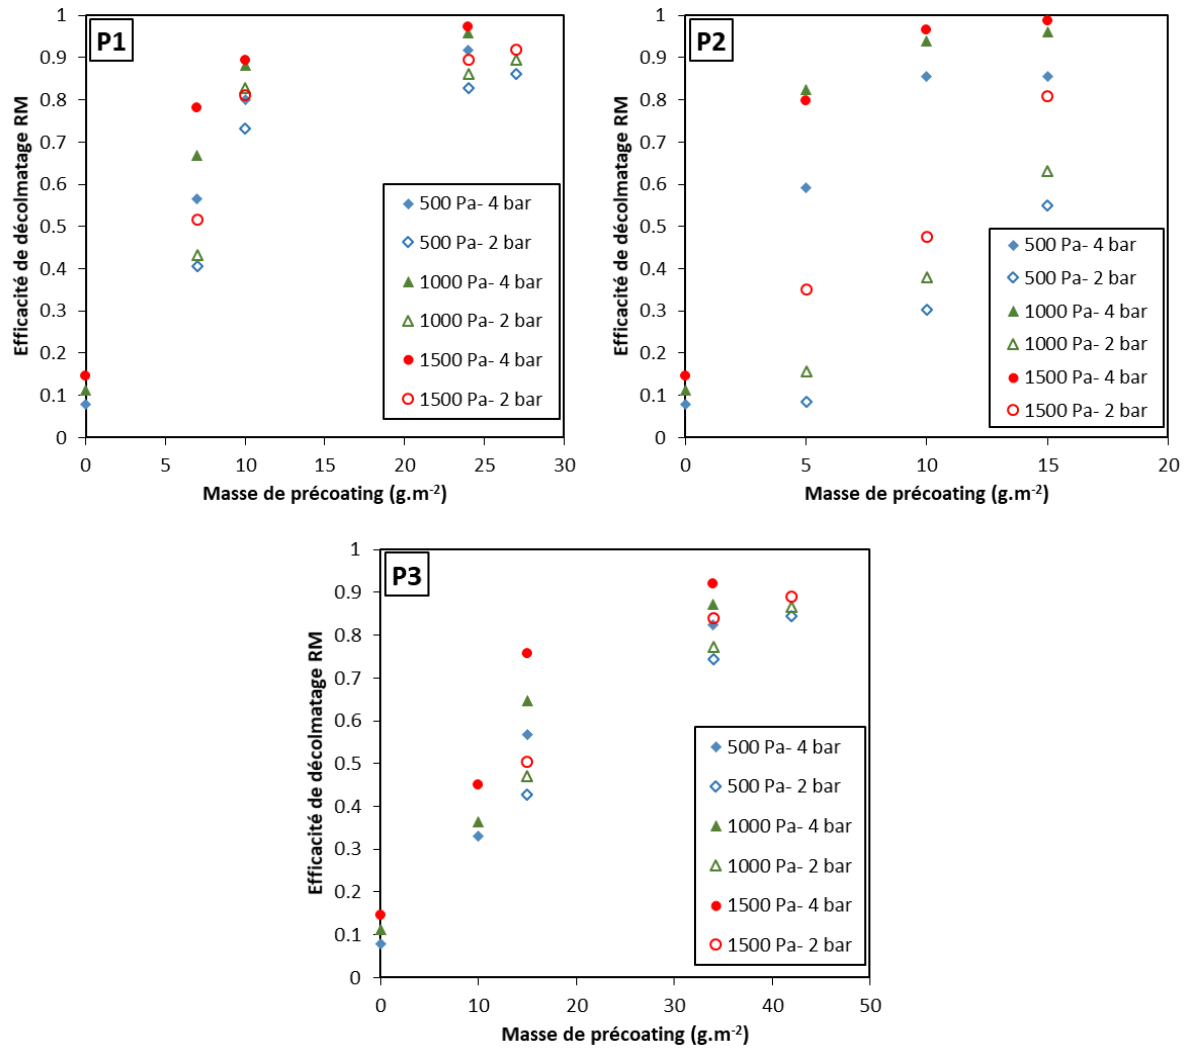 P1
Efficacité de décolmatage RM
1
0.9
0.8
0.7
0.6
0.5
0.4
0.3
0.2
0.1
0
500 Pa- 4 bar
500 Pa- 2 bar
1000 Pa- 4 bar
1000 Pa- 2 bar
1500 Pa- 4 bar
1500 Pa- 2 bar
0 5 10 15 20 25 30
Masse de précoating (g.m-2)
P2
Efficacité de décolmatage RM
1
0.9
0.8
0.7
0.6
0.5
0.4
0.3
0.2
0.1
0
500 Pa- 4 bar
500 Pa- 2 bar
1000 Pa- 4 bar
1000 Pa- 2 bar
1500 Pa- 4 bar
1500 Pa- 2 bar
0 5 10 15 20
Masse de précoating (g.m-2)
P3
Efficacité de décolmatage RM
1
0.9
0.8
0.7
0.6
0.5
0.4
0.3
0.2
0.1
0
500 Pa- 4 bar
500 Pa- 2 bar
1000 Pa- 4 bar
1000 Pa- 2 bar
1500 Pa- 4 bar
1500 Pa- 2 bar
0 10 20 30 40 50
Masse de précoating (g.m-2)